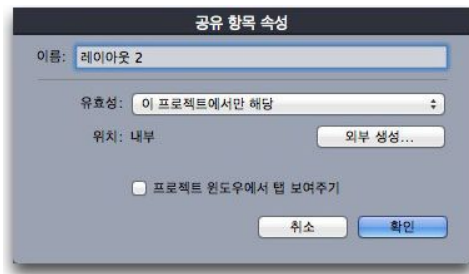 공유 항목 속성
이름: 레이아웃 2
유효성: 이 프로젝트에서만 해당
위치: 내부 외부 생성...
프로젝트 윈도우에서 탭 보여주기
취소 확인